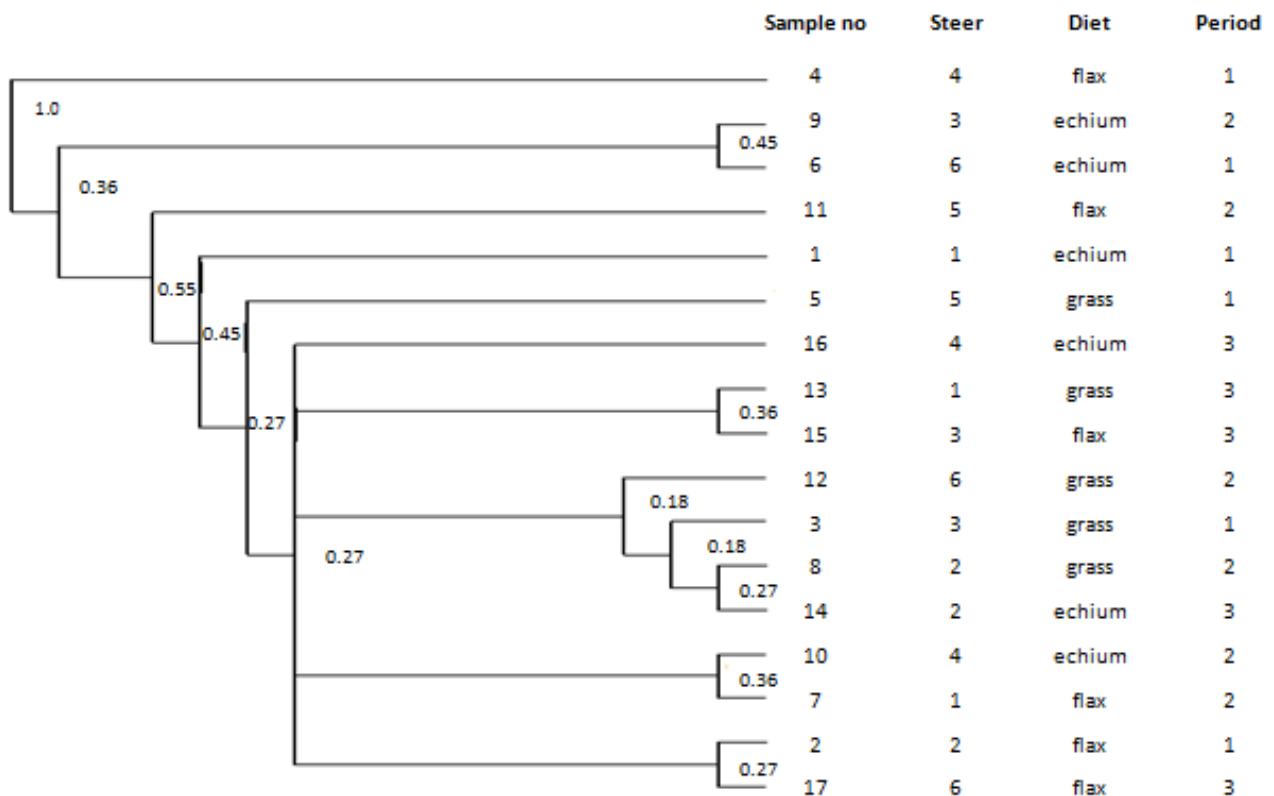 Sample no Steer Diet Period
4 4 flax 1
1.0
9 3 echium 2
0.45
6 6 echium 1
0.36
11 5 flax 2
1 1 echium 1
0.55
5 5 grass 1
0.45
16 4 echium 3
13 1 grass 3
0.36
0.27
15 3 flax 3
12 6 grass 2
0.18
3 3 grass 1
0.18
0.27
8 2 grass 2
0.27
14 2 echium 3
10 4 echium 2
0.36
7 1 flax 2
2 2 flax 1
0.27
17 6 flax 3